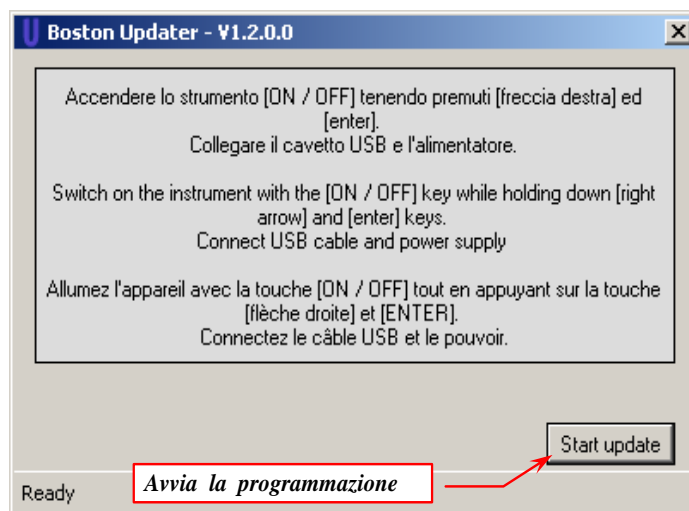 Boston Updater - V1.2.0.0
Accendere lo strumento [ON / OFF] tenendo premuti [freccia destra] ed
[enter].
Collegare il cavetto USB e l'alimentatore.
Switch on the instrument with the [ON / OFF] key while holding down [right
arrow] and [enter] keys.
Connect USB cable and power supply
Allumez l'appareil avec la touche [ON / OFF] tout en appuyant sur la touche
[flèche droite] et [ENTER].
Connectez le câble USB et le pouvoir.
Start update
Avvia la programmazione
Ready